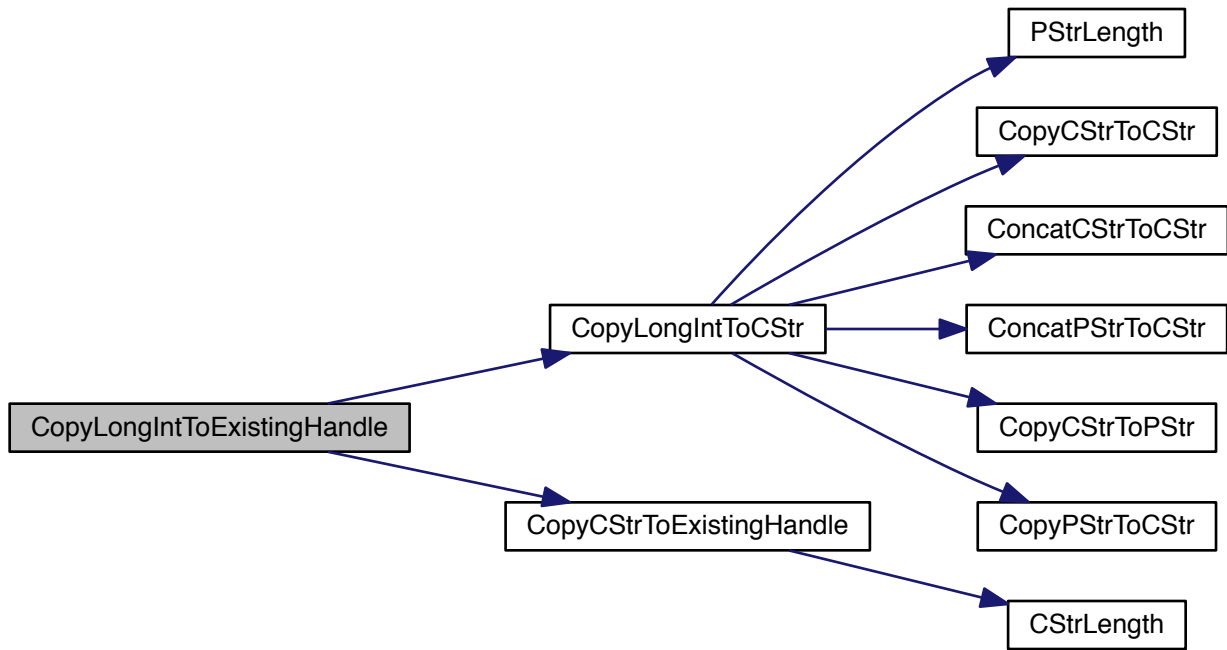 PStrLength
CopyCStrToCStr
ConcatCStrToCStr
CopyLongIntToCStr
ConcatPStrToCStr
CopyLongIntToExistingHandle
CopyCStrToPStr
CopyCStrToExistingHandle
CopyPStrToCStr
CStrLength